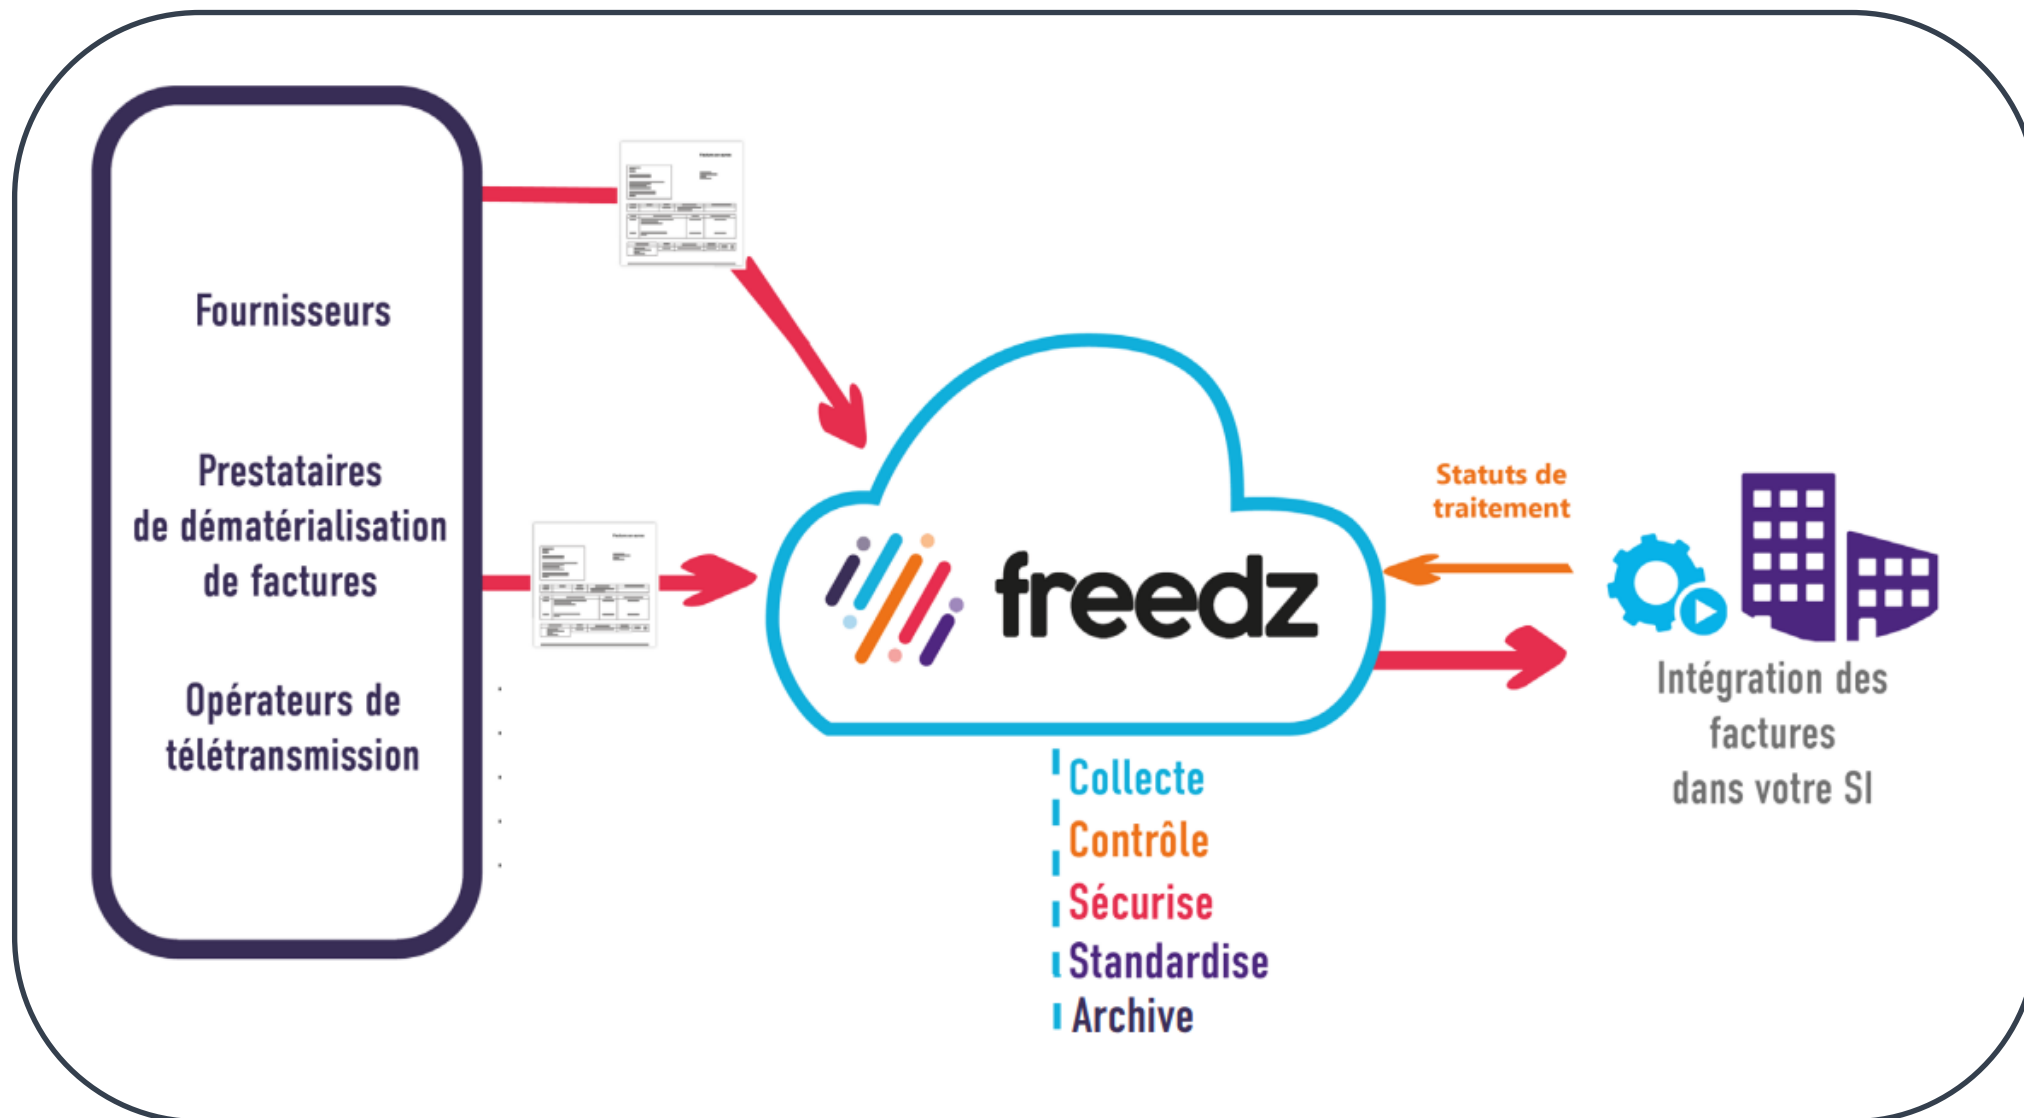 Fournisseurs
Prestataires
de dématérialisation
de factures
Opérateurs de
télétransmission
freedz
Statuts de
traitement
Intégration des
factures
dans votre SI
Collecte
Contrôle
Sécurise
Standardise
Archive